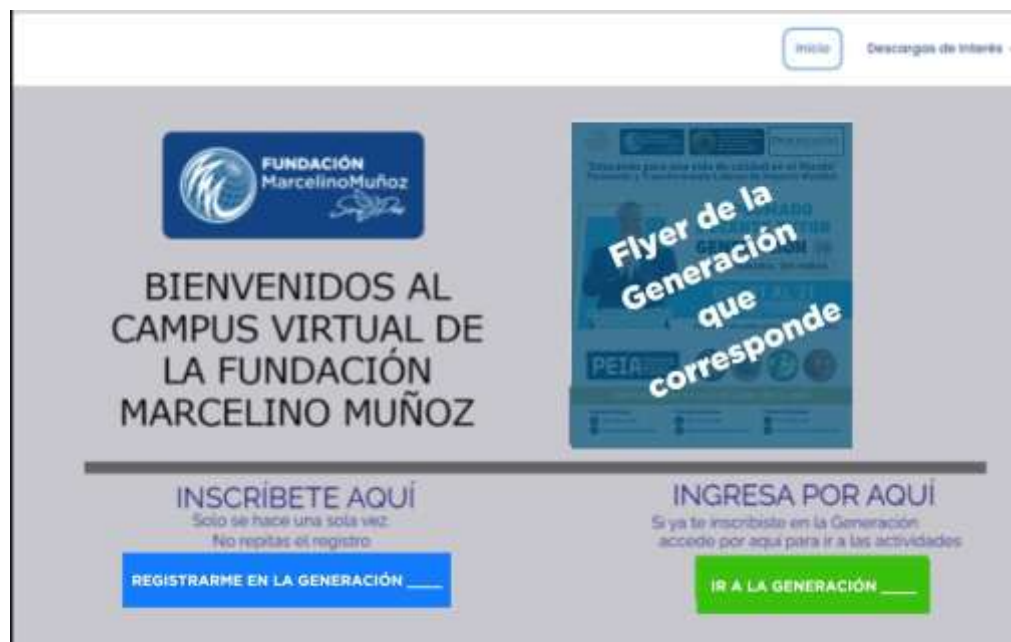 Inicio
Descargas de Interés
FUNDACIÓN
MarcelinoMuñoz
BIENVENIDOS AL
CAMPUS VIRTUAL DE
LA FUNDACIÓN
MARCELINO MUÑOZ
Flyer de la
Generación
que
corresponde
PEIA
INSCRÍBETE AQUÍ
Solo se hace una sola vez
No repitas el registro
REGISTRARME EN LA GENERACIÓN ____
INGRESA POR AQUÍ
Si ya te inscribiste en la Generación
accede por aquí para ir a las actividades
IR A LA GENERACIÓN ____